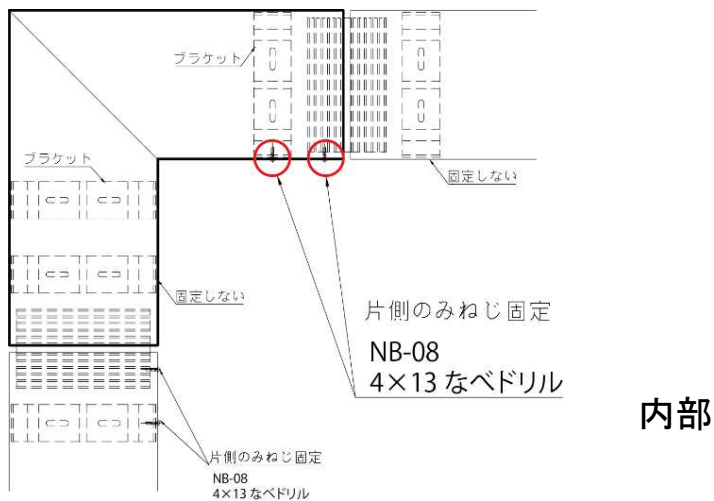 ブラケット
ブラケット
固定しない
固定しない
片側のみねじ固定
NB-08
4×13 なベドリル
内部
片側のみねじ固定
NB-08
4×13 なベドリル